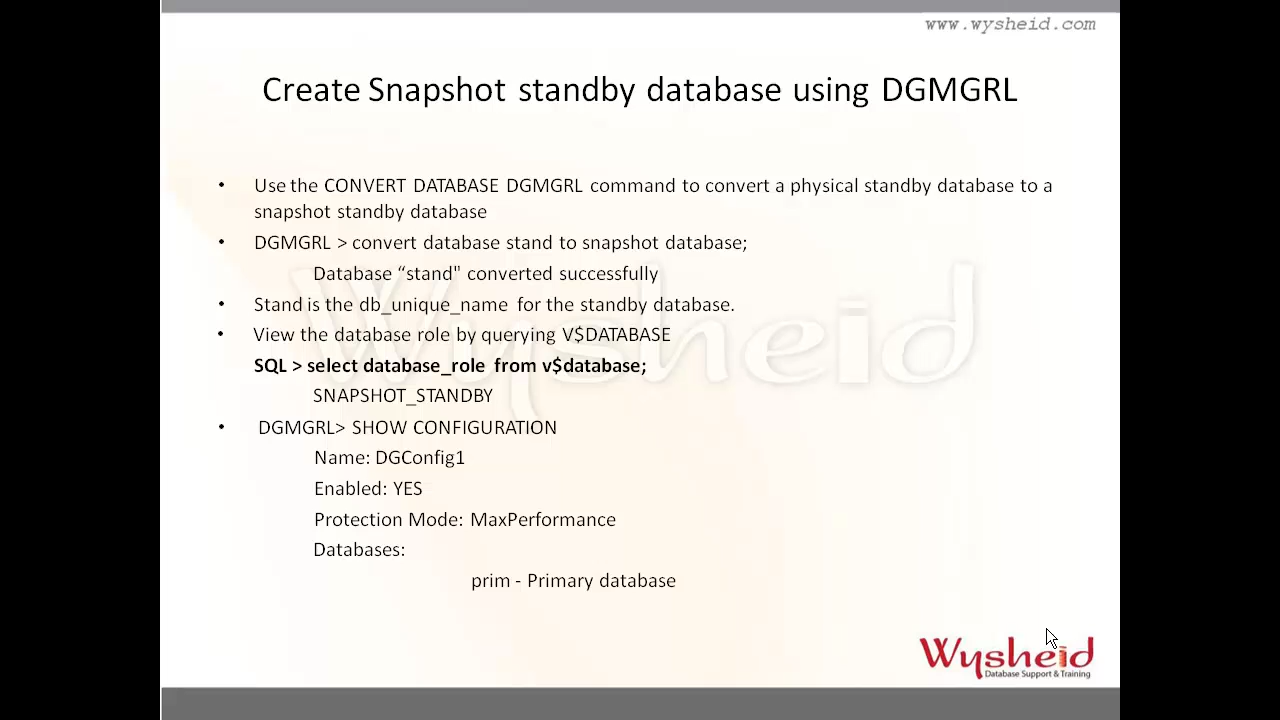 www.wysheid.com
Create Snapshot standby database using DGMGRL
• Use the CONVERT DATABASE DGMGRL command to convert a physical standby database to a
snapshot standby database
• DGMGRL > convert database stand to snapshot database;
Database “stand" converted successfully
• Stand is the db_unique_name for the standby database.
• View the database role by querying V$DATABASE
SQL > select database_role from v$database;
SNAPSHOT_STANDBY
• DGMGRL> SHOW CONFIGURATION
Name: DGConfig1
Enabled: YES
Protection Mode: MaxPerformance
Databases:
prim - Primary database
Wysheid
Wysheid
Database Support & Training